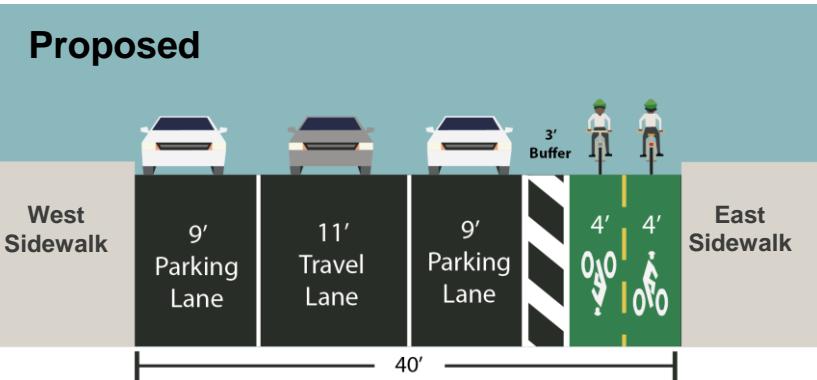 Proposed
3’
Buffer
West
Sidewalk
9’
Parking
Lane
11’
Travel
Lane
9’
Parking
Lane
4’
4’
East
Sidewalk
40’